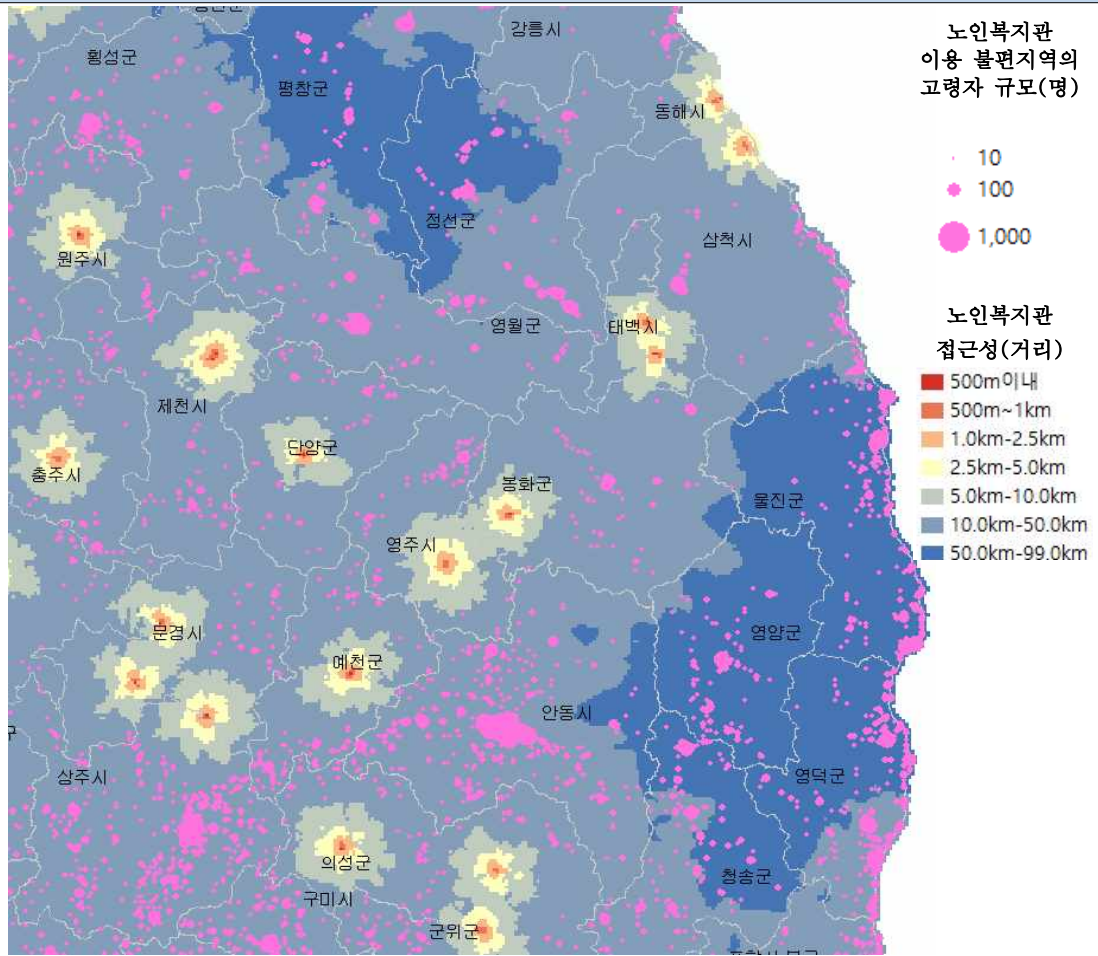 강릉시
횡성군
평창군
동해시
정선군
삼척시
원주시
영월군
태백시
제천시
단양군
충주시
봉화군
울진군
영주시
문경시
영양군
예천군
안동시
상주시
영덕군
의성군
청송군
구미시
군위군
노인복지관
이용 불편지역의
고령자 규모(명)
10
100
1,000
노인복지관
접근성(거리)
500m이내
500m~1km
1.0km-2.5km
2.5km-5.0km
5.0km-10.0km
10.0km-50.0km
50.0km-99.0km